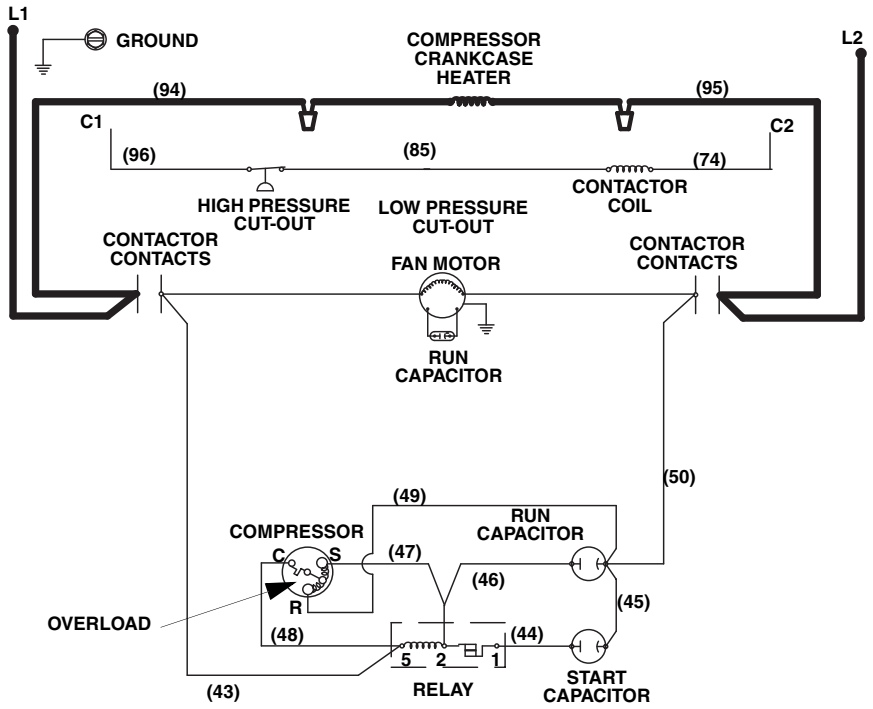 L1
GROUND
L2
COMPRESSOR
CRANKCASE
HEATER
(94)
(95)
C1
C2
(96)
(85)
(74)
HIGH PRESSURE
CUT-OUT
LOW PRESSURE
CUT-OUT
CONTACTOR
COIL
CONTACTOR
CONTACTS
CONTACTOR
CONTACTS
FAN MOTOR
RUN
CAPACITOR
(50)
(49)
RUN
CAPACITOR
COMPRESSOR
C
S
(47)
(46)
R
(45)
OVERLOAD
(48)
(44)
5
2
1
RELAY
START
CAPACITOR
(43)